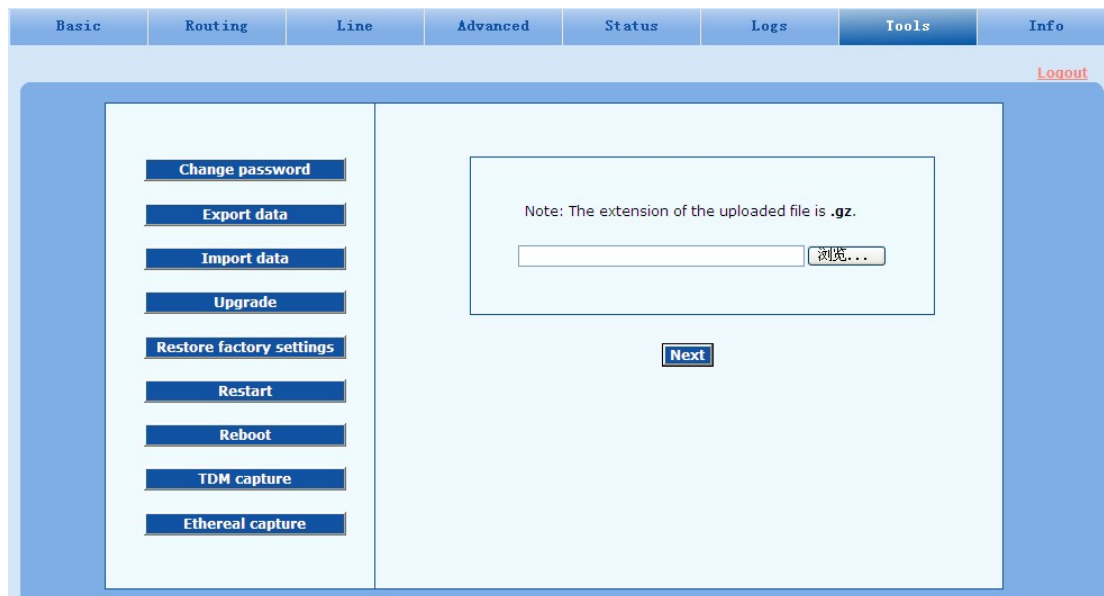 Basic Routing Line Advanced Status Logs Tools Info
Logout
Change password
Export data
Import data
Upgrade
Restore factory settings
Restart
Reboot
TDM capture
Ethereal capture
Note: The extension of the uploaded file is .gz.
浏览...
Next